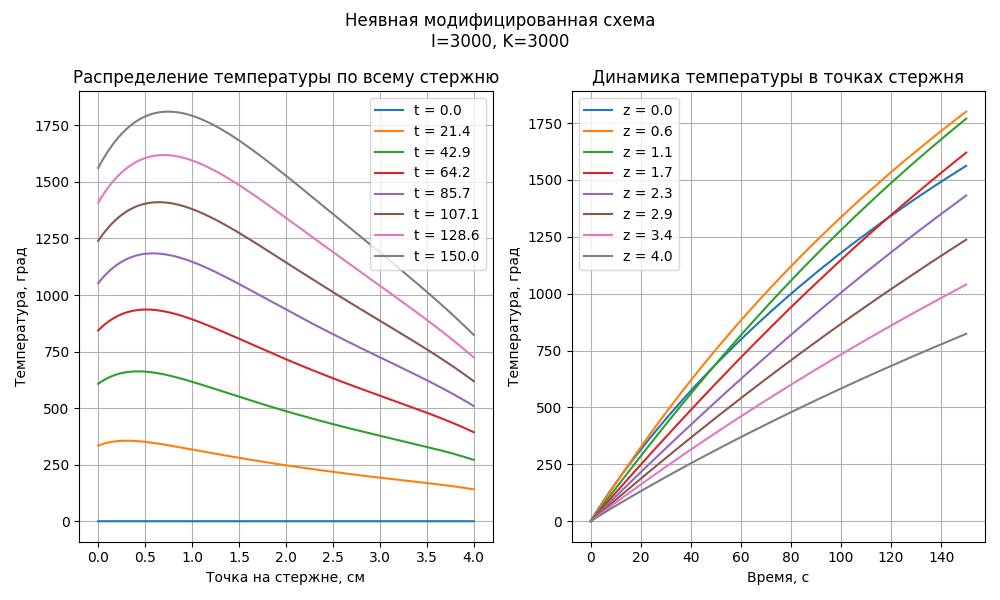 Неявная модифицированная схема
I=3000, K=3000
Распределение температуры по всему стержню
Температура, град
1750
1500
1250
1000
750
500
250
0
0.0 0.5 1.0 1.5 2.0 2.5 3.0 3.5 4.0
Точка на стержне, см
t = 0.0
t = 21.4
t = 42.9
t = 64.2
t = 85.7
t = 107.1
t = 128.6
t = 150.0
Динамика температуры в точках стержня
Температура, град
1750
1500
1250
1000
750
500
250
0
0 20 40 60 80 100 120 140
Время, с
z = 0.0
z = 0.6
z = 1.1
z = 1.7
z = 2.3
z = 2.9
z = 3.4
z = 4.0